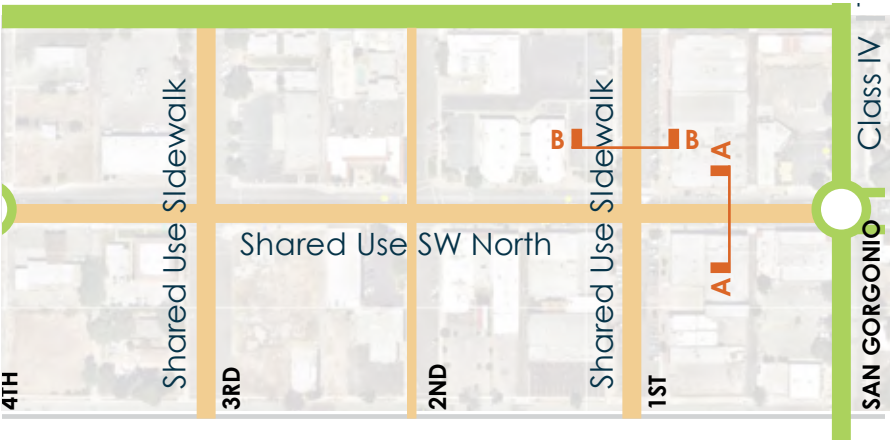 Class IV
Shared Use SIdewalk
Shared Use SIdewalk
B
B
A
A
Shared Use SW North
4TH
3RD
2ND
1ST
SAN GORGONIO